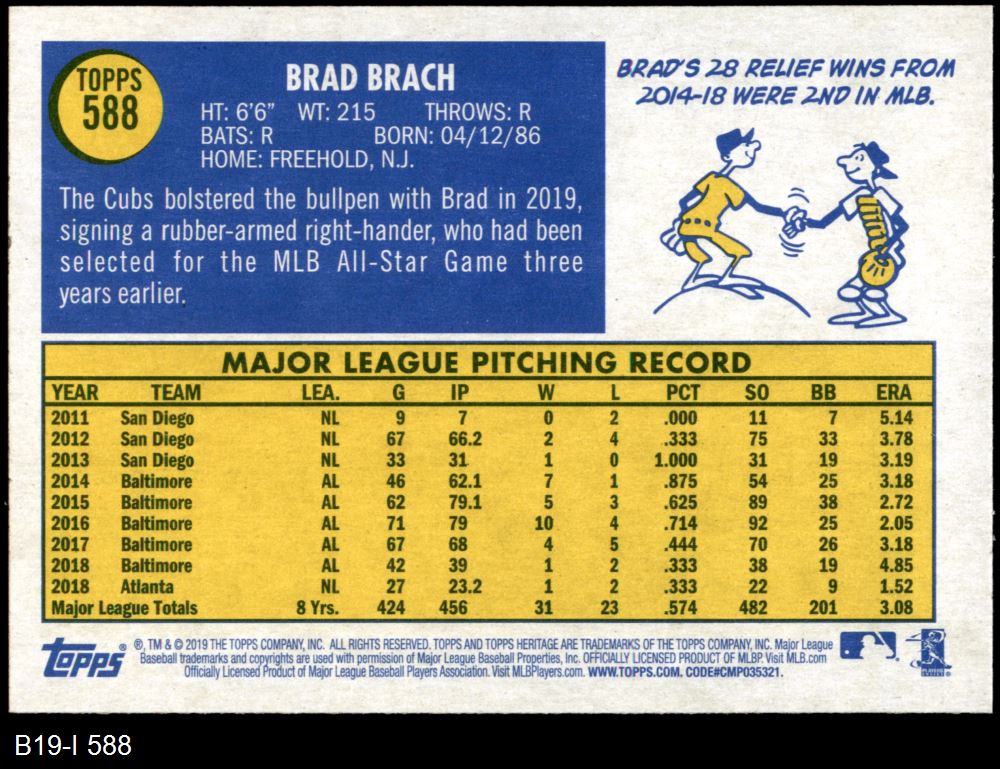 TOPPS
588
BRAD BRACH
HT: 6'6" WT: 215 THROWS: R
BATS: R BORN: 04/12/86
HOME: FREEHOLD, N.J.
The Cubs bolstered the bullpen with Brad in 2019,
signing a rubber-armed right-hander, who had been
selected for the MLB All-Star Game three
years earlier.
BRAD'S 28 RELIEF WINS FROM
2014-18 WERE 2ND IN MLB.
MAJOR LEAGUE PITCHING RECORD
YEAR TEAM LEA. G IP W L PCT SO BB ERA
2011 San Diego NL 9 7 0 2 .000 11 7 5.14
2012 San Diego NL 67 66.2 2 4 .333 75 33 3.78
2013 San Diego NL 33 31 1 0 1.000 31 19 3.19
2014 Baltimore AL 46 62.1 7 1 .875 54 25 3.18
2015 Baltimore AL 62 79.1 5 3 .625 89 38 2.72
2016 Baltimore AL 71 79 10 4 .714 92 25 2.05
2017 Baltimore AL 67 68 4 5 .444 70 26 3.18
2018 Baltimore AL 42 39 1 2 .333 38 19 4.85
2018 Atlanta NL 27 23.2 1 2 .333 22 9 1.52
Major League Totals 8 Yrs. 424 456 31 23 .574 482 201 3.08
topps
®, TM & © 2019 THE TOPPS COMPANY, INC. ALL RIGHTS RESERVED. TOPPS AND TOPPS HERITAGE ARE TRADEMARKS OF THE TOPPS COMPANY, INC. Major League
Baseball trademarks and copyrights are used with permission of Major League Baseball Properties, Inc. OFFICIALLY LICENSED PRODUCT OF MLBP. Visit MLB.com
Officially Licensed Product of Major League Baseball Players Association. Visit MLBPlayers.com. WWW.TOPPS.COM. CODE#CMP035321.
B19-I 588